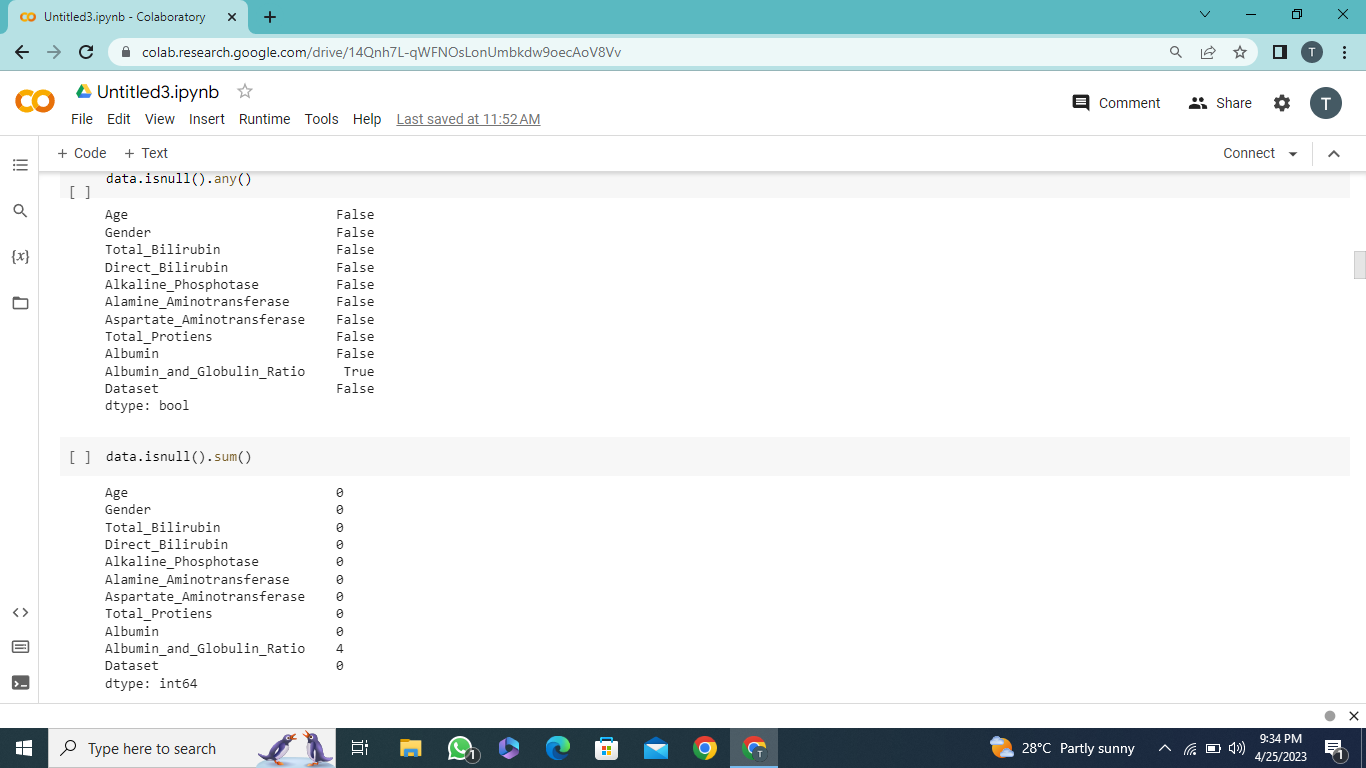 Untitled3.ipynb - Colaboratory
colab.research.google.com/drive/14Qnh7L-qWFNOsLonUmbkdw9oecAoV8Vv
T
Untitled3.ipynb
File Edit View Insert Runtime Tools Help Last saved at 11:52 AM
Comment Share T
+ Code + Text Connect
data.isnull().any()
[ ]
Age False
Gender False
Total_Bilirubin False
Direct_Bilirubin False
Alkaline_Phosphotase False
Alamine_Aminotransferase False
Aspartate_Aminotransferase False
Total_Protiens False
Albumin False
Albumin_and_Globulin_Ratio True
Dataset False
dtype: bool
{x}
[ ] data.isnull().sum()
Age 0
Gender 0
Total_Bilirubin 0
Direct_Bilirubin 0
Alkaline_Phosphotase 0
Alamine_Aminotransferase 0
Aspartate_Aminotransferase 0
Total_Protiens 0
Albumin 0
Albumin_and_Globulin_Ratio 4
Dataset 0
dtype: int64
Type here to search
1
T
28°C Partly sunny
9:34 PM
4/25/2023
1